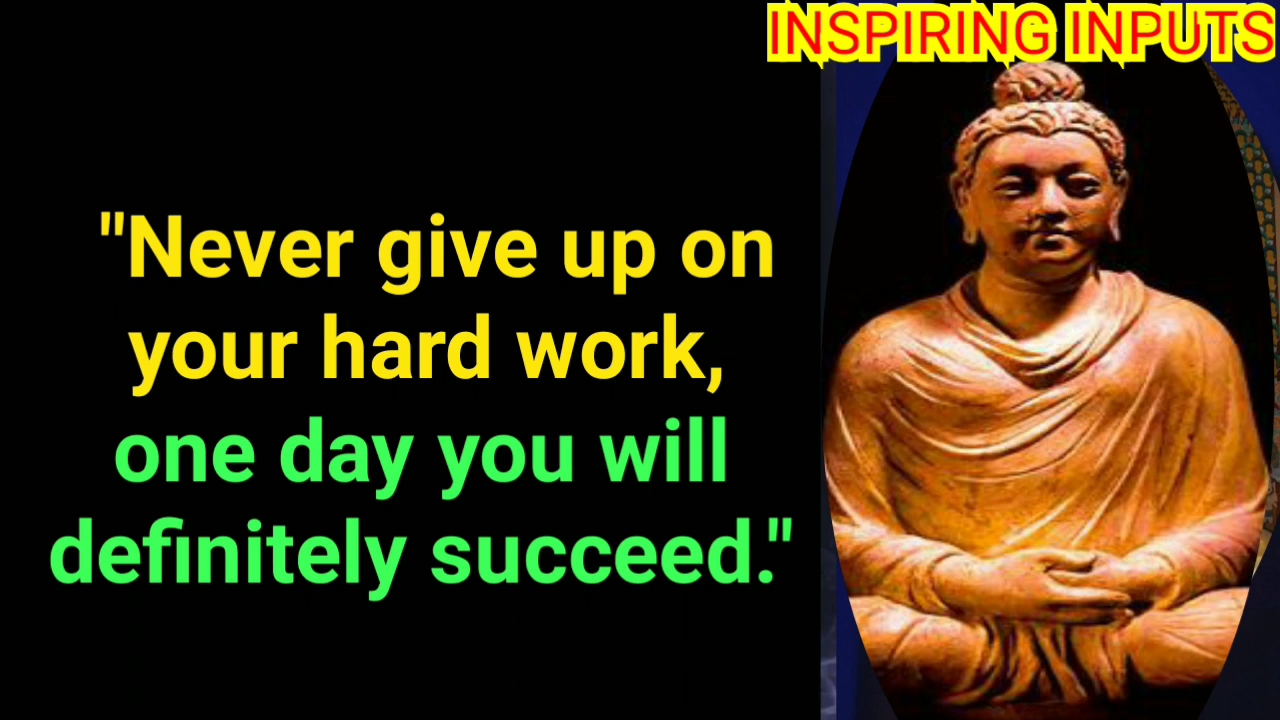 INSPIRING INPUTS
"Never give up on
your hard work,
one day you will
definitely succeed."